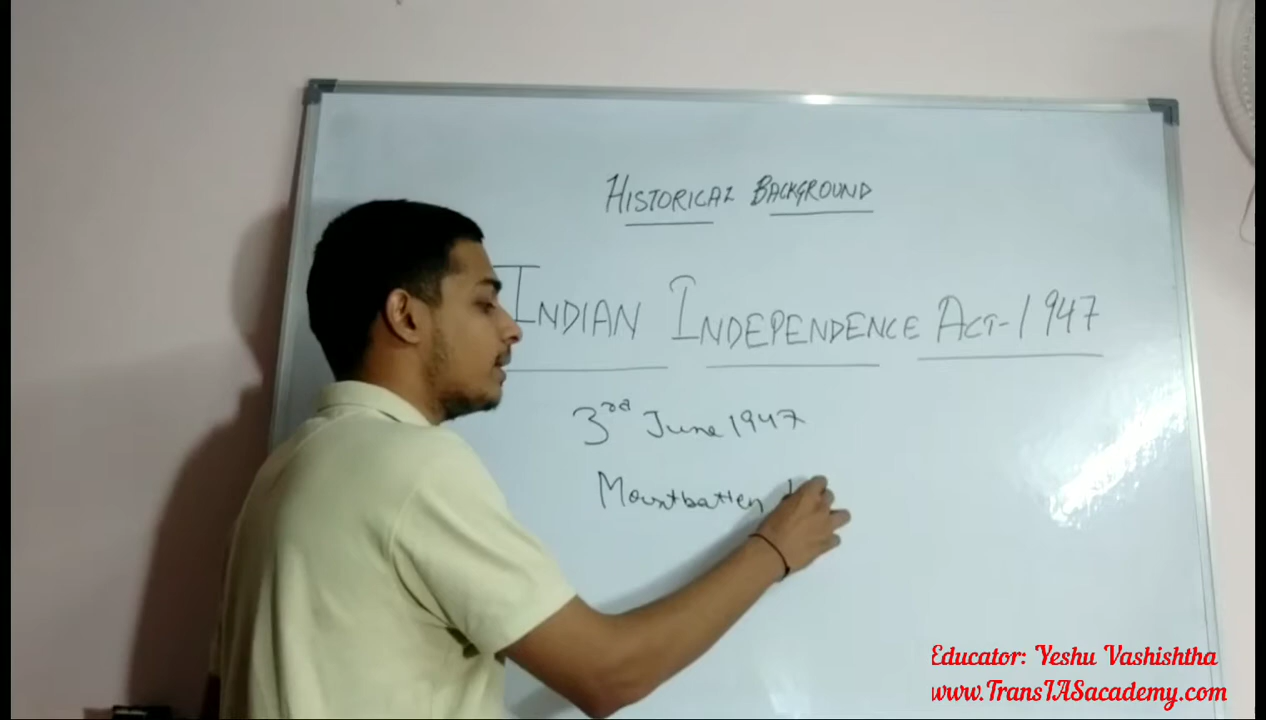 HISTORICAL BACKGROUND
INDIAN INDEPENDENCE ACT-1947
3rd June 1947
Mountbatten
Educator: Yeshu Vashishtha
www.TransIASacademy.com